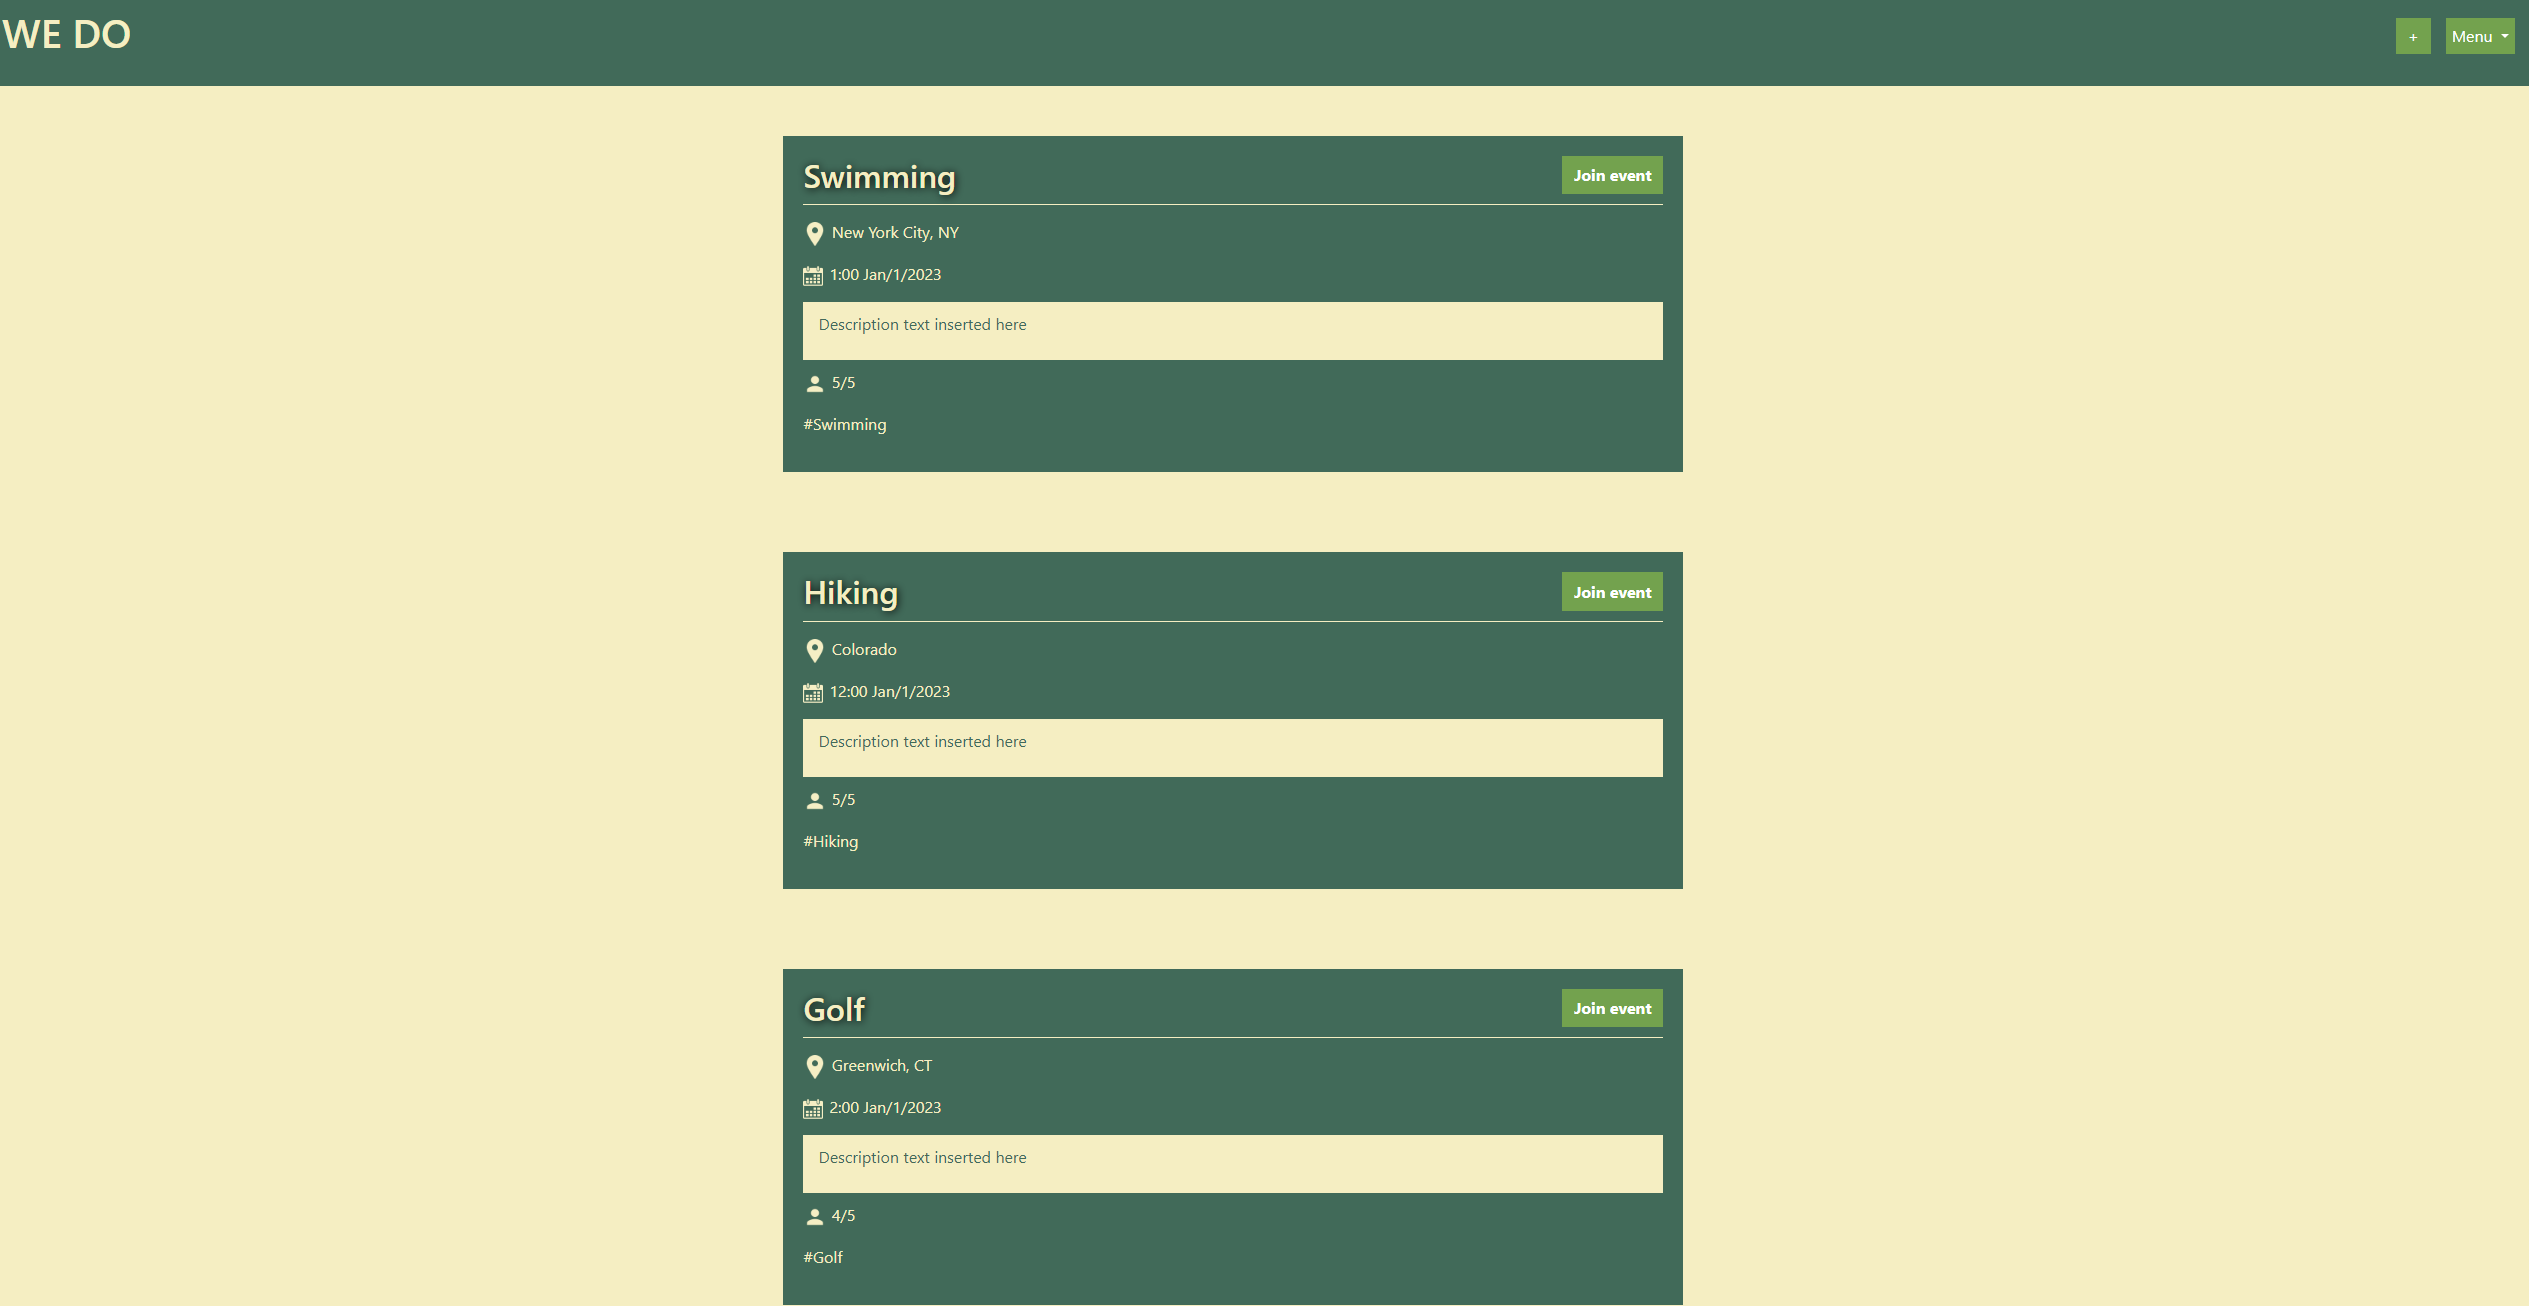 WE DO
+
Menu
Swimming
Join event
New York City, NY
1:00 Jan/1/2023
Description text inserted here
5/5
#Swimming
Hiking
Join event
Colorado
12:00 Jan/1/2023
Description text inserted here
5/5
#Hiking
Golf
Join event
Greenwich, CT
2:00 Jan/1/2023
Description text inserted here
4/5
#Golf